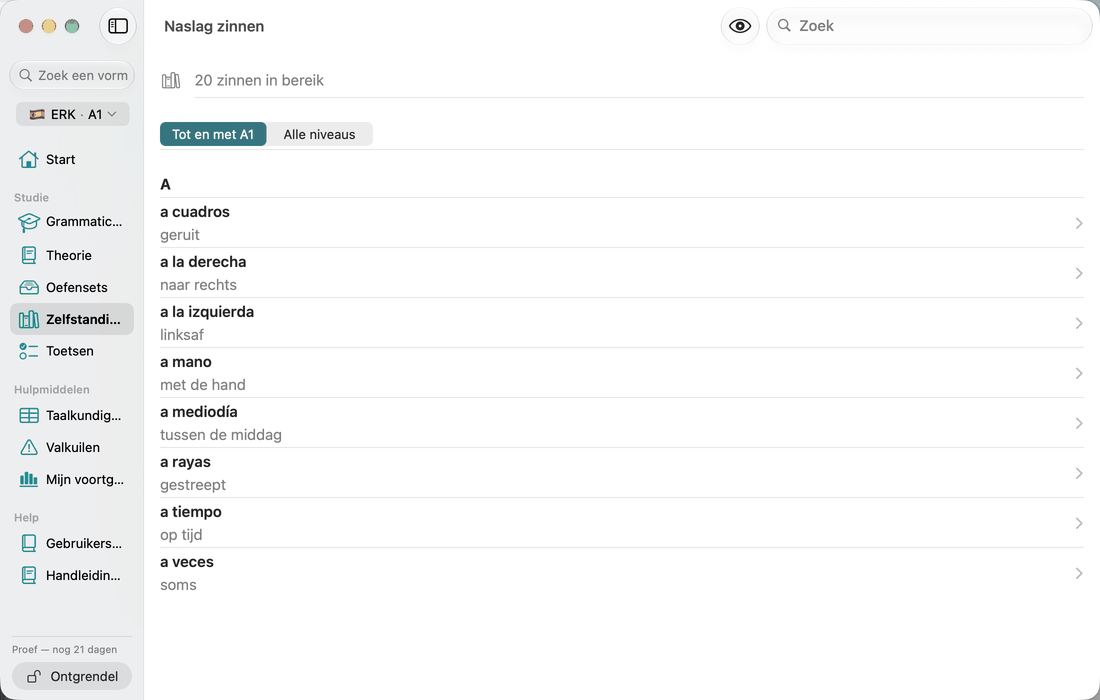 Naslag zinnen
Zoek
Zoek een vorm
ERK · A1
Start
Studie
Grammatic...
Theorie
Oefensets
Zelfstandi...
Toetsen
Hulpmiddelen
Taalkundig...
Valkuilen
Mijn voortg...
Help
Gebruikers...
Handleidin...
Proef — nog 21 dagen
Ontgrendel
20 zinnen in bereik
Tot en met A1
Alle niveaus
A
a cuadros
geruit
a la derecha
naar rechts
a la izquierda
linksaf
a mano
met de hand
a mediodía
tussen de middag
a rayas
gestreept
a tiempo
op tijd
a veces
soms